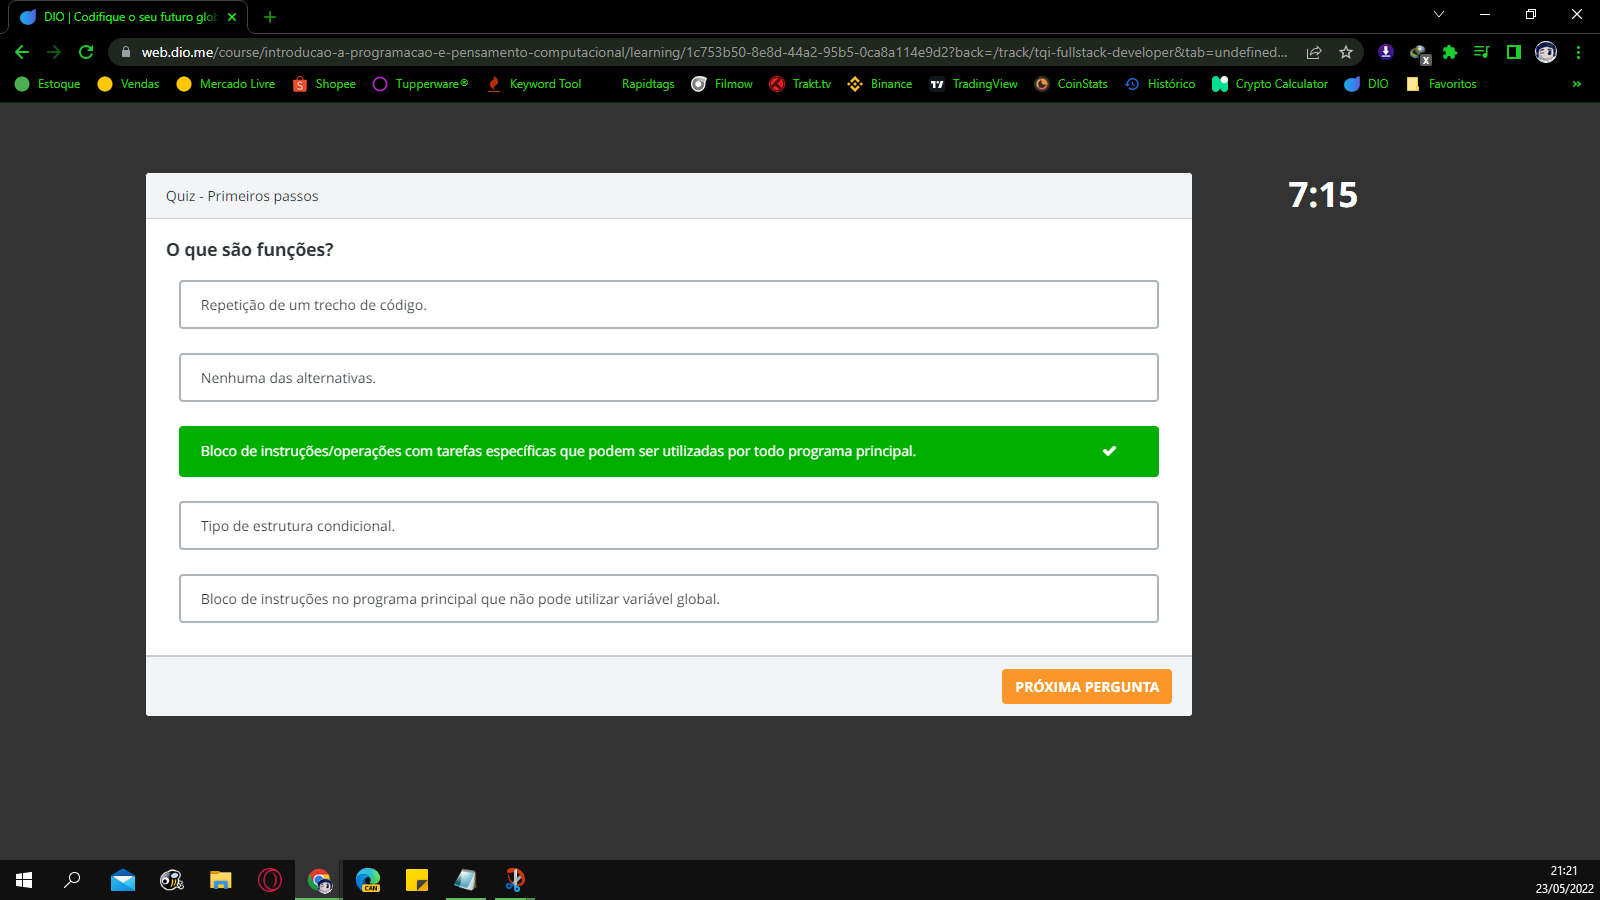 DIO | Codifique o seu futuro glob
web.dio.me/course/introducao-a-programacao-e-pensamento-computacional/learning/1c753b50-8e8d-44a2-95b5-0ca8a114e9d2?back=/track/tqi-fullstack-developer&tab=undefined...
Estoque Vendas Mercado Livre Shopee Tupperware® Keyword Tool Rapidtags Filmow Trakt.tv Binance TradingView CoinStats Histórico Crypto Calculator DIO Favoritos »
Quiz - Primeiros passos
7:15
O que são funções?
Repetição de um trecho de código.
Nenhuma das alternativas.
Bloco de instruções/operações com tarefas específicas que podem ser utilizadas por todo programa principal.
Tipo de estrutura condicional.
Bloco de instruções no programa principal que não pode utilizar variável global.
PRÓXIMA PERGUNTA
CAN
21:21
23/05/2022